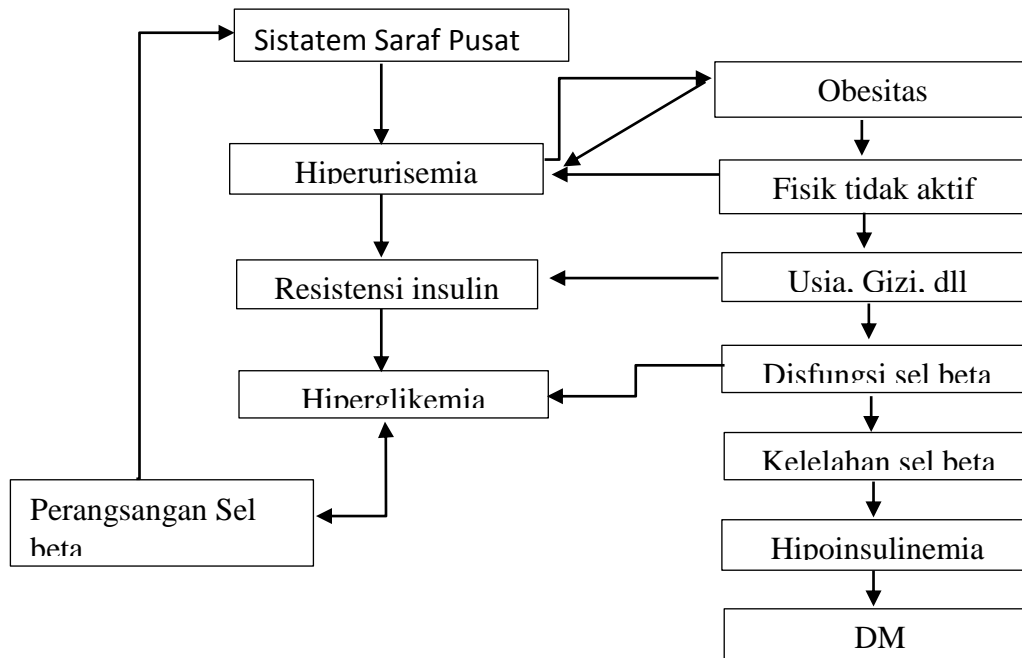 Sistatem Saraf Pusat
Obesitas
Hiperurisemia
Fisik tidak aktif
Resistensi insulin
Usia, Gizi, dll
Disfungsi sel beta
Hiperglikemia
Kelelahan sel beta
Perangsangan Sel
beta
Hipoinsulinemia
DM